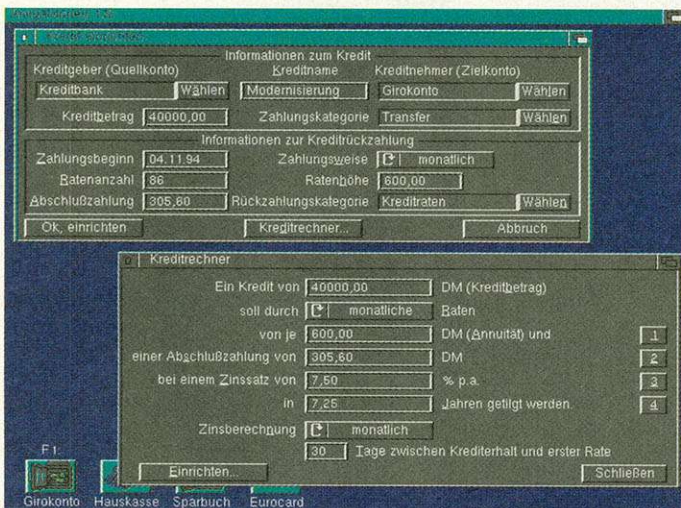 Informationen zum Kredit
Kreditgeber (Quellkonto) Kreditname Kreditnehmer (Zielkonto)
Kreditbank Wählen Modernisierung Girokonto Wählen
Kreditbetrag 40000,00 Zahlungskategorie Transfer Wählen
Informationen zur Kreditrückzahlung
Zahlungsbeginn 04.11.94 Zahlungsweise monatlich
Ratenanzahl 86 Ratenhöhe 600,00
Abschlußzahlung 305,60 Rückzahlungskategorie Kreditraten Wählen
Ok, einrichten Kreditrechner... Abbruch
Kreditrechner
Ein Kredit von 40000,00 DM (Kreditbetrag)
soll durch monatliche Raten
von je 600,00 DM (Annuität) und 1
einer Abschlußzahlung von 305,60 DM 2
bei einem Zinssatz von 7,50 % p.a. 3
in 7,25 Jahren getilgt werden. 4
Zinsberechnung monatlich
30 Tage zwischen Krediterhalt und erster Rate
Einrichten... Schließen
F1:
Girokonto Hauskasse Sparbuch Eurocard